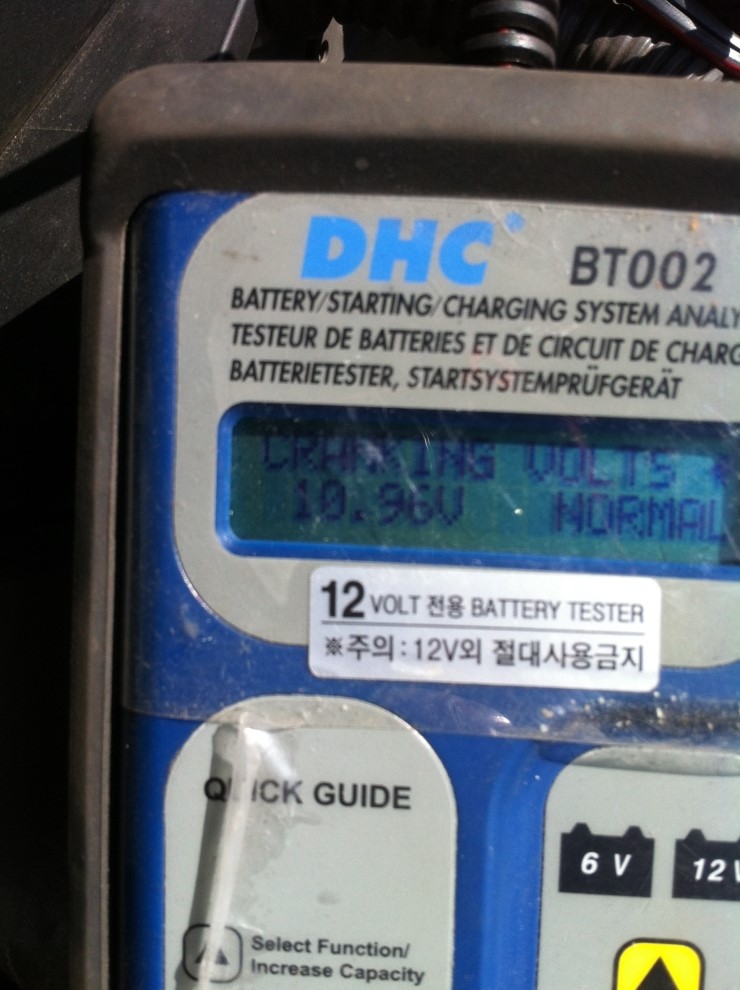 DHC BT002
BATTERY/STARTING/CHARGING SYSTEM
TESTEUR DE BATTERIES ET DE CIRCUIT DE
BATTERIETESTER, STARTSYSTEMPRÜFGERÄT
CRANKING VOLTS
10.96V NORMAL
12 VOLT 전용 BATTERY TESTER
※주의 : 12V외 절대사용금지
QUICK GUIDE
6 V 12 V
Select Function/
Increase Capacity